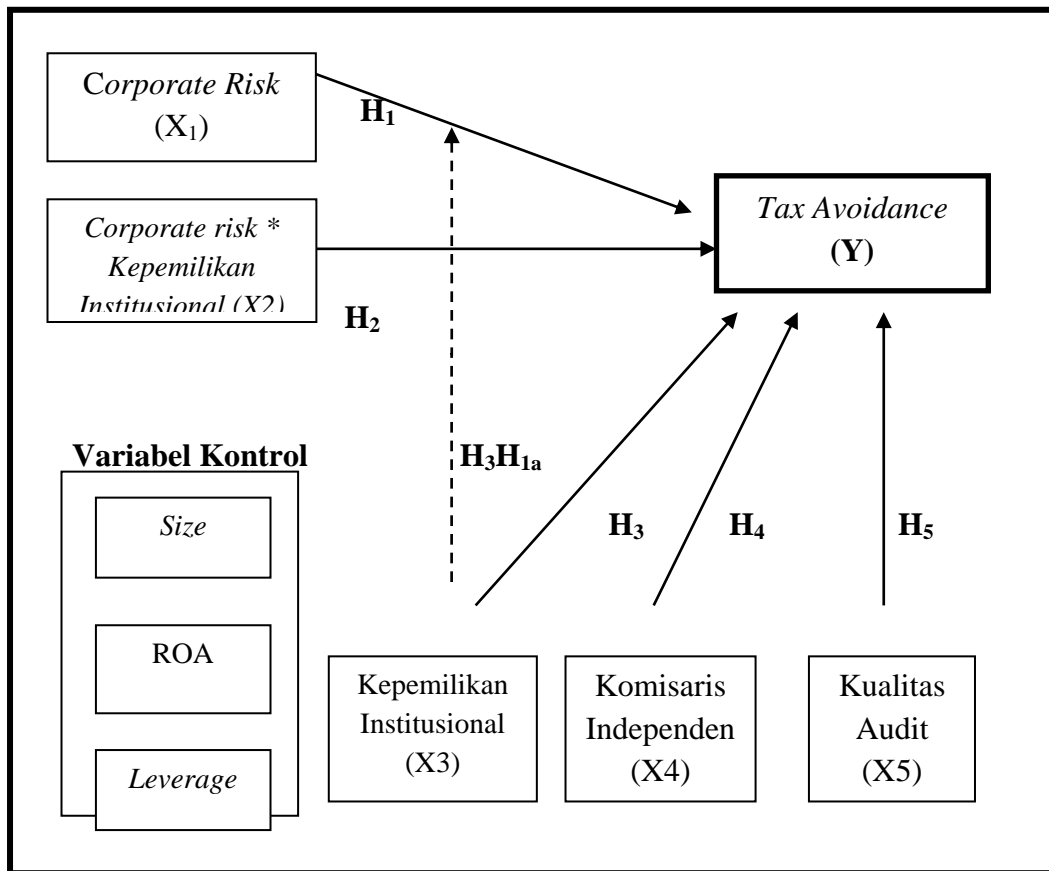 Corporate Risk
(X1)
H1
Corporate risk *
Kepemilikan
Institusional (X2)
H2
Tax Avoidance
(Y)
Variabel Kontrol
Size
ROA
Leverage
H3H1a
H3
H4
H5
Kepemilikan
Institusional
(X3)
Komisaris
Independen
(X4)
Kualitas
Audit
(X5)